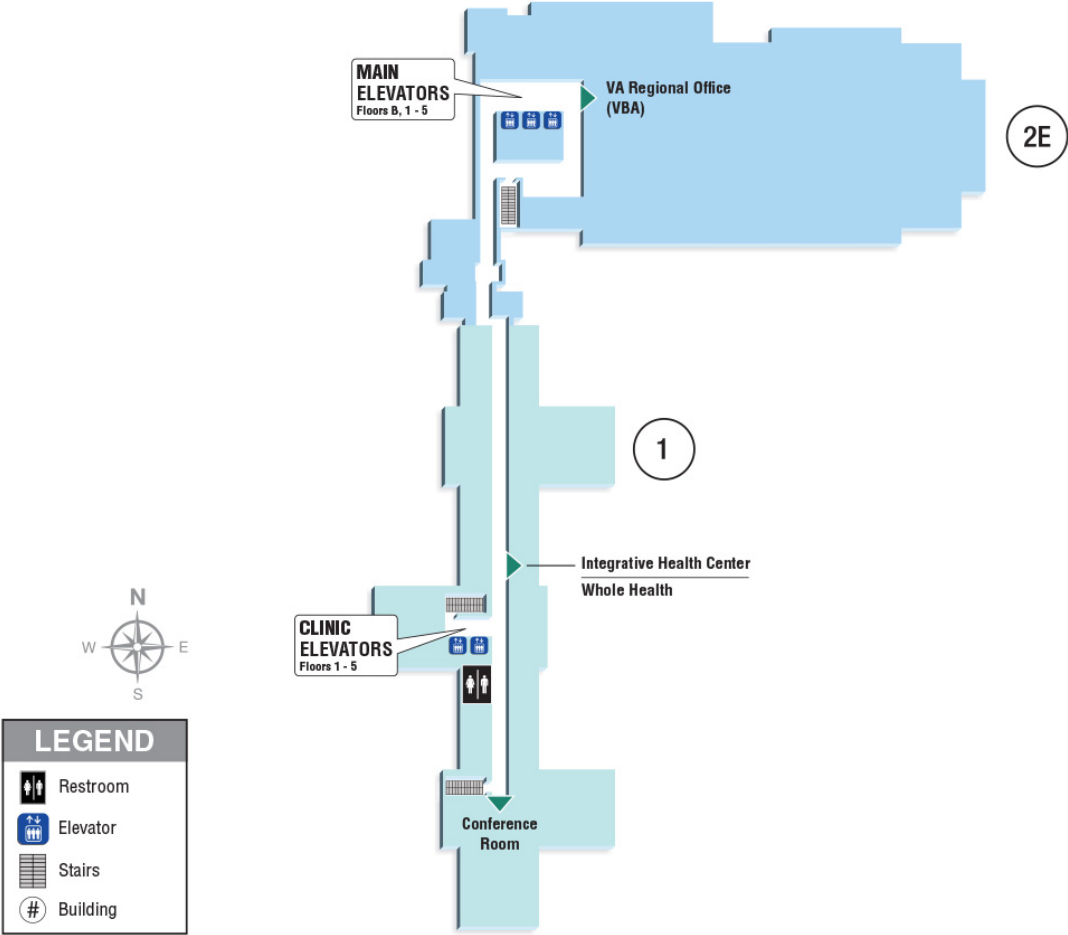 MAIN
ELEVATORS
Floors B, 1 - 5
VA Regional Office
(VBA)
2E
1
Integrative Health Center
Whole Health
CLINIC
ELEVATORS
Floors 1 - 5
N
W
E
S
LEGEND
Restroom
Elevator
Stairs
# Building
Conference
Room